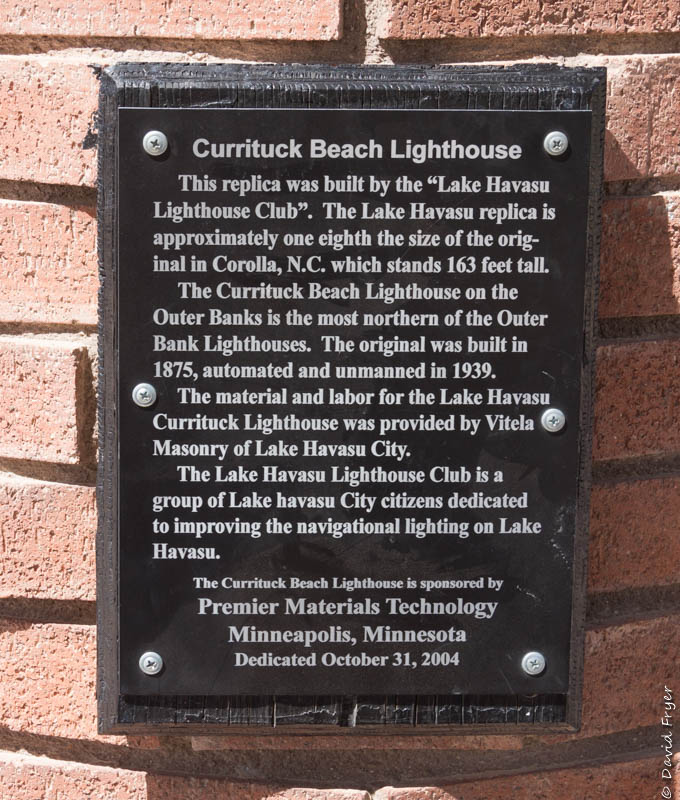 Currituck Beach Lighthouse
This replica was built by the “Lake Havasu
Lighthouse Club”. The Lake Havasu replica is
approximately one eighth the size of the orig-
inal in Corolla, N.C. which stands 163 feet tall.
The Currituck Beach Lighthouse on the
Outer Banks is the most northern of the Outer
Bank Lighthouses. The original was built in
1875, automated and unmanned in 1939.
The material and labor for the Lake Havasu
Currituck Lighthouse was provided by Vitela
Masonry of Lake Havasu City.
The Lake Havasu Lighthouse Club is a
group of Lake havasu City citizens dedicated
to improving the navigational lighting on Lake
Havasu.
The Currituck Beach Lighthouse is sponsored by
Premier Materials Technology
Minneapolis, Minnesota
Dedicated October 31, 2004
© David Fryer